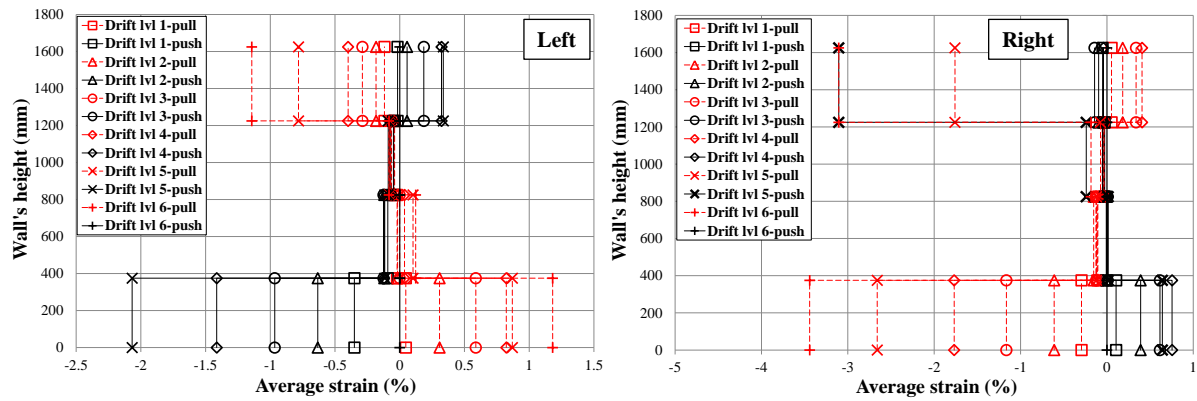 Left
Wall's height (mm)
1800
1600
1400
1200
1000
800
600
400
200
0
-2.5 -2 -1.5 -1 -0.5 0 0.5 1 1.5
Average strain (%)
Drift lvl 1-pull
Drift lvl 1-push
Drift lvl 2-pull
Drift lvl 2-push
Drift lvl 3-pull
Drift lvl 3-push
Drift lvl 4-pull
Drift lvl 4-push
Drift lvl 5-pull
Drift lvl 5-push
Drift lvl 6-pull
Drift lvl 6-push
Right
Wall's height (mm)
1800
1600
1400
1200
1000
800
600
400
200
0
-5 -4 -3 -2 -1 0 1
Average strain (%)
Drift lvl 1-pull
Drift lvl 1-push
Drift lvl 2-pull
Drift lvl 2-push
Drift lvl 3-pull
Drift lvl 3-push
Drift lvl 4-pull
Drift lvl 4-push
Drift lvl 5-pull
Drift lvl 5-push
Drift lvl 6-pull
Drift lvl 6-push